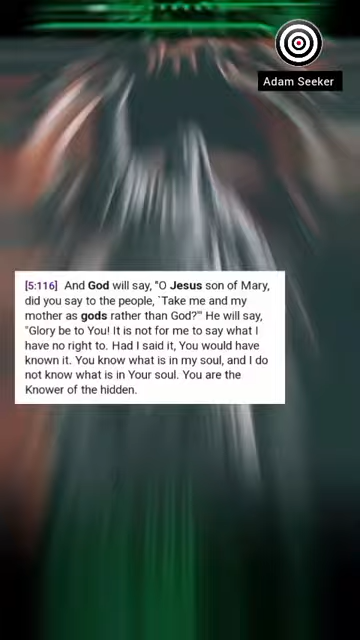 Adam Seeker
[5:116] And God will say, "O Jesus son of Mary,
did you say to the people, `Take me and my
mother as gods rather than God?'" He will say,
"Glory be to You! It is not for me to say what I
have no right to. Had I said it, You would have
known it. You know what is in my soul, and I do
not know what is in Your soul. You are the
Knower of the hidden.